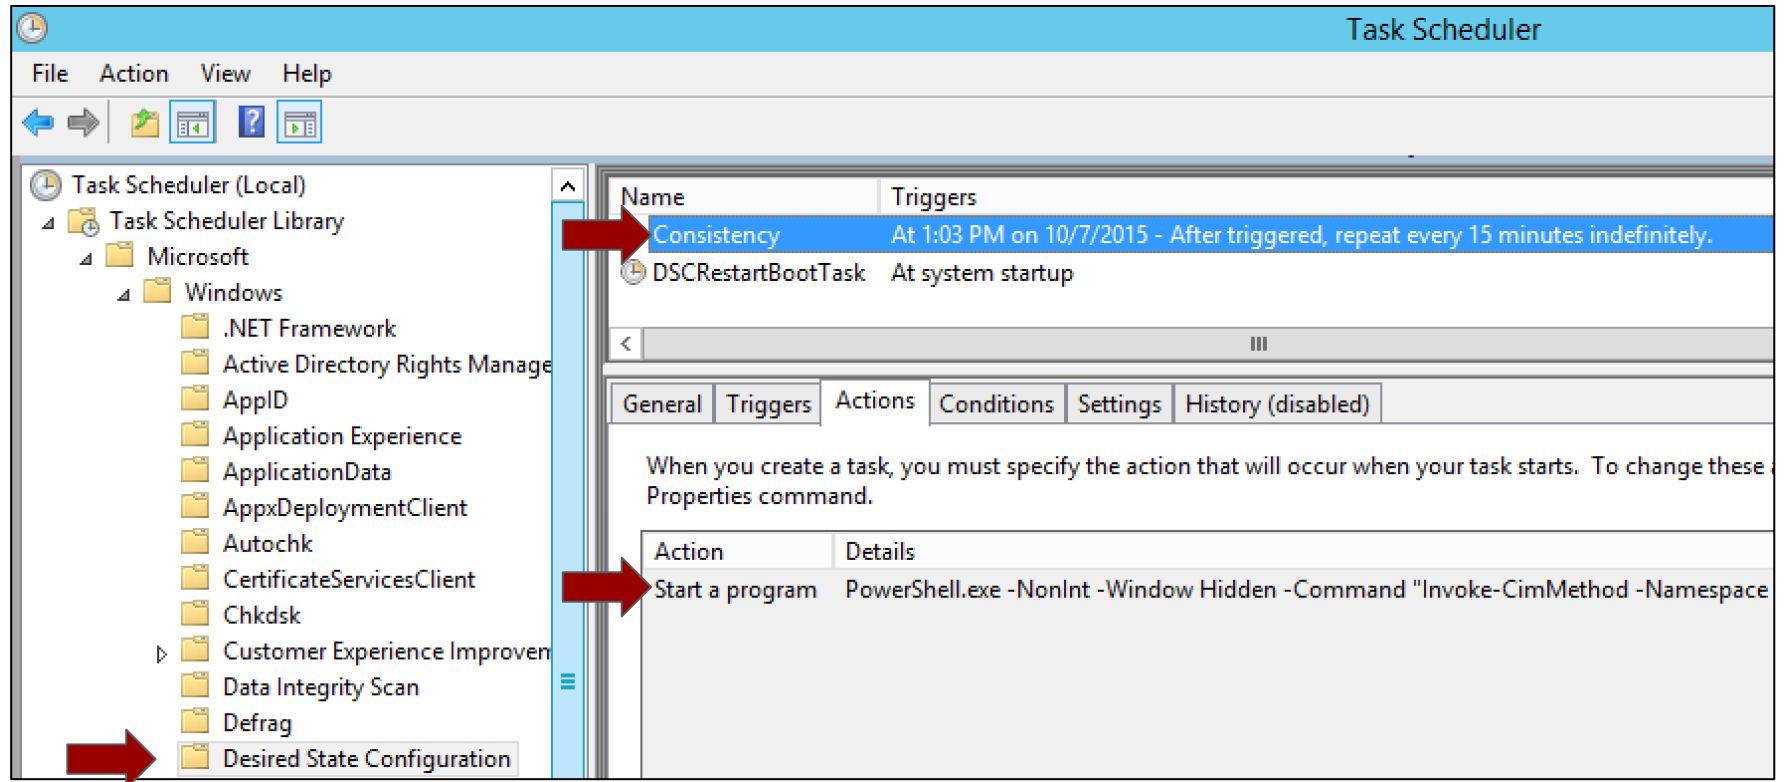 Task Scheduler
File Action View Help
Task Scheduler (Local)
Task Scheduler Library
Microsoft
Windows
.NET Framework
Active Directory Rights Manage
AppID
Application Experience
ApplicationData
AppxDeploymentClient
Autochk
CertificateServicesClient
Chkdsk
Customer Experience Improvem
Data Integrity Scan
Defrag
Desired State Configuration
Name Triggers
Consistency At 1:03 PM on 10/7/2015 - After triggered, repeat every 15 minutes indefinitely.
DSCRestartBootTask At system startup
General Triggers Actions Conditions Settings History (disabled)
When you create a task, you must specify the action that will occur when your task starts. To change these a
Properties command.
Action Details
Start a program PowerShell.exe -NonInt -Window Hidden -Command "Invoke-CimMethod -Namespace